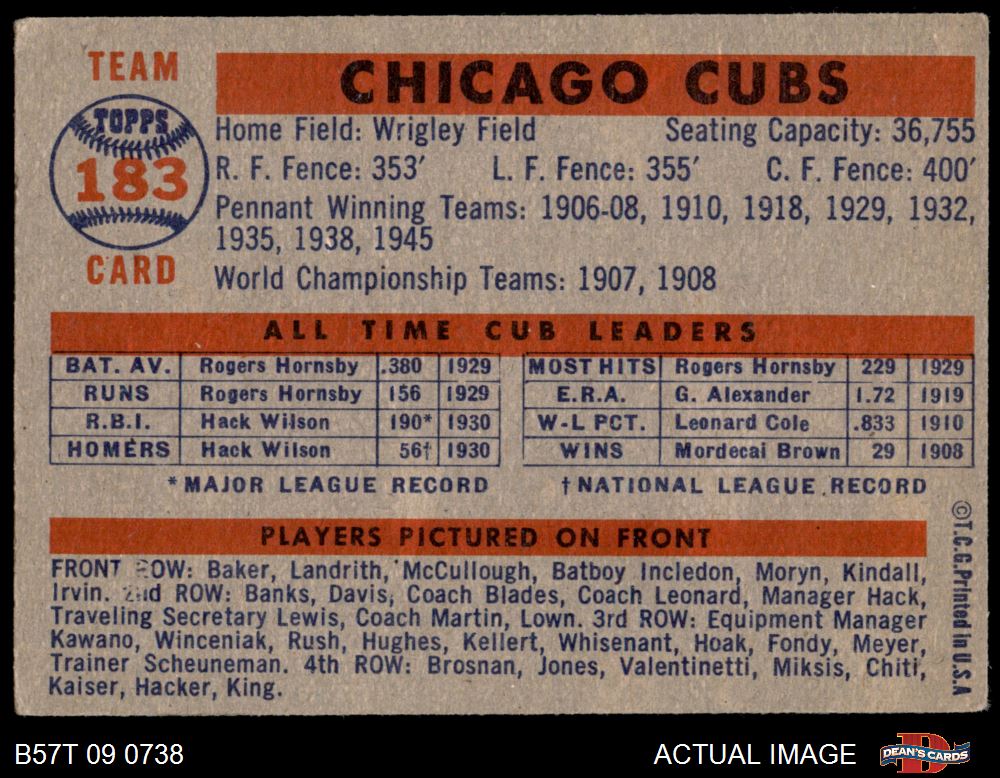 TEAM
CHICAGO CUBS
TOPPS
183
CARD
Home Field: Wrigley Field Seating Capacity: 36,755
R. F. Fence: 353′ L. F. Fence: 355′ C. F. Fence: 400′
Pennant Winning Teams: 1906-08, 1910, 1918, 1929, 1932,
1935, 1938, 1945
World Championship Teams: 1907, 1908
ALL TIME CUB LEADERS
BAT. AV. Rogers Hornsby .380 1929 MOST HITS Rogers Hornsby 229 1929
RUNS Rogers Hornsby 156 1929 E.R.A. G. Alexander 1.72 1919
R.B.I. Hack Wilson 190* 1930 W-L PCT. Leonard Cole .833 1910
HOMERS Hack Wilson 56† 1930 WINS Mordecai Brown 29 1908
*MAJOR LEAGUE RECORD †NATIONAL LEAGUE RECORD
PLAYERS PICTURED ON FRONT
FRONT ROW: Baker, Landrith, McCullough, Batboy Incledon, Moryn, Kindall,
Irvin. 2nd ROW: Banks, Davis, Coach Blades, Coach Leonard, Manager Hack,
Traveling Secretary Lewis, Coach Martin, Lown. 3rd ROW: Equipment Manager
Kawano, Winceniak, Rush, Hughes, Kellert, Whisenant, Hoak, Fondy, Meyer,
Trainer Scheuneman. 4th ROW: Brosnan, Jones, Valentinetti, Miksis, Chiti,
Kaiser, Hacker, King.
©T.C.G. Printed in U.S.A
B57T 09 0738 ACTUAL IMAGE DEAN'S CARDS